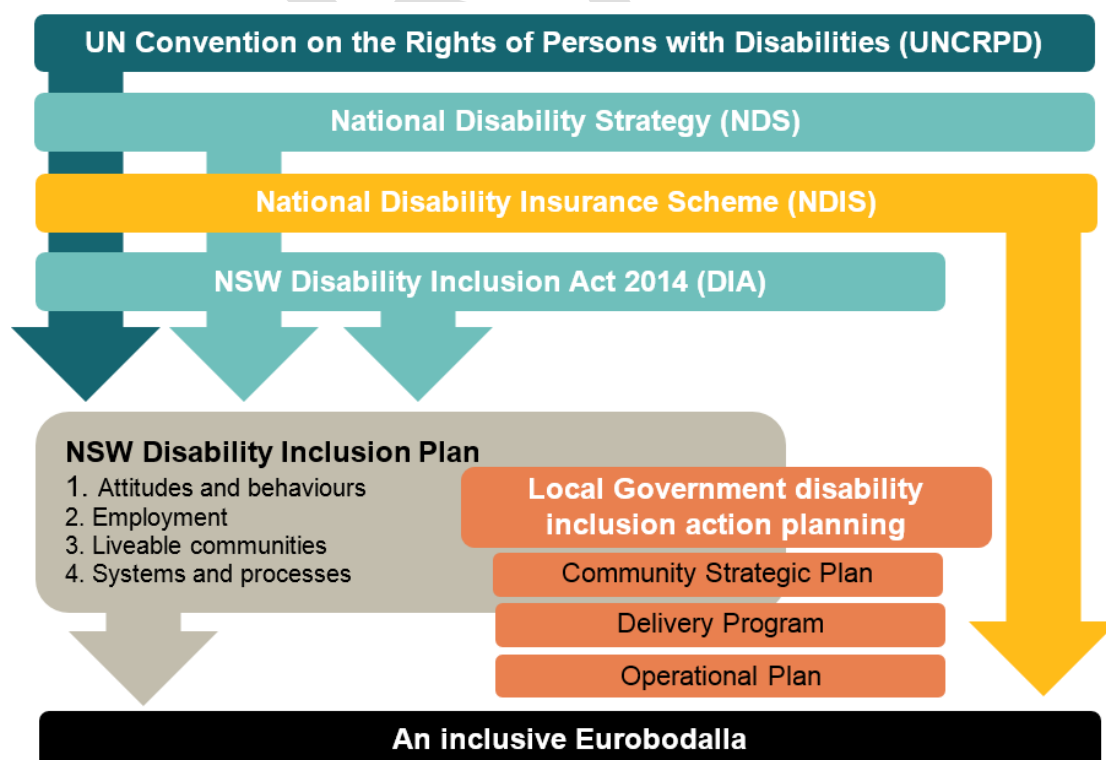 UN Convention on the Rights of Persons with Disabilities (UNCRPD)
National Disability Strategy (NDS)
National Disability Insurance Scheme (NDIS)
NSW Disability Inclusion Act 2014 (DIA)
NSW Disability Inclusion Plan
1. Attitudes and behaviours
2. Employment
3. Liveable communities
4. Systems and processes
Local Government disability
inclusion action planning
Community Strategic Plan
Delivery Program
Operational Plan
An inclusive Eurobodalla